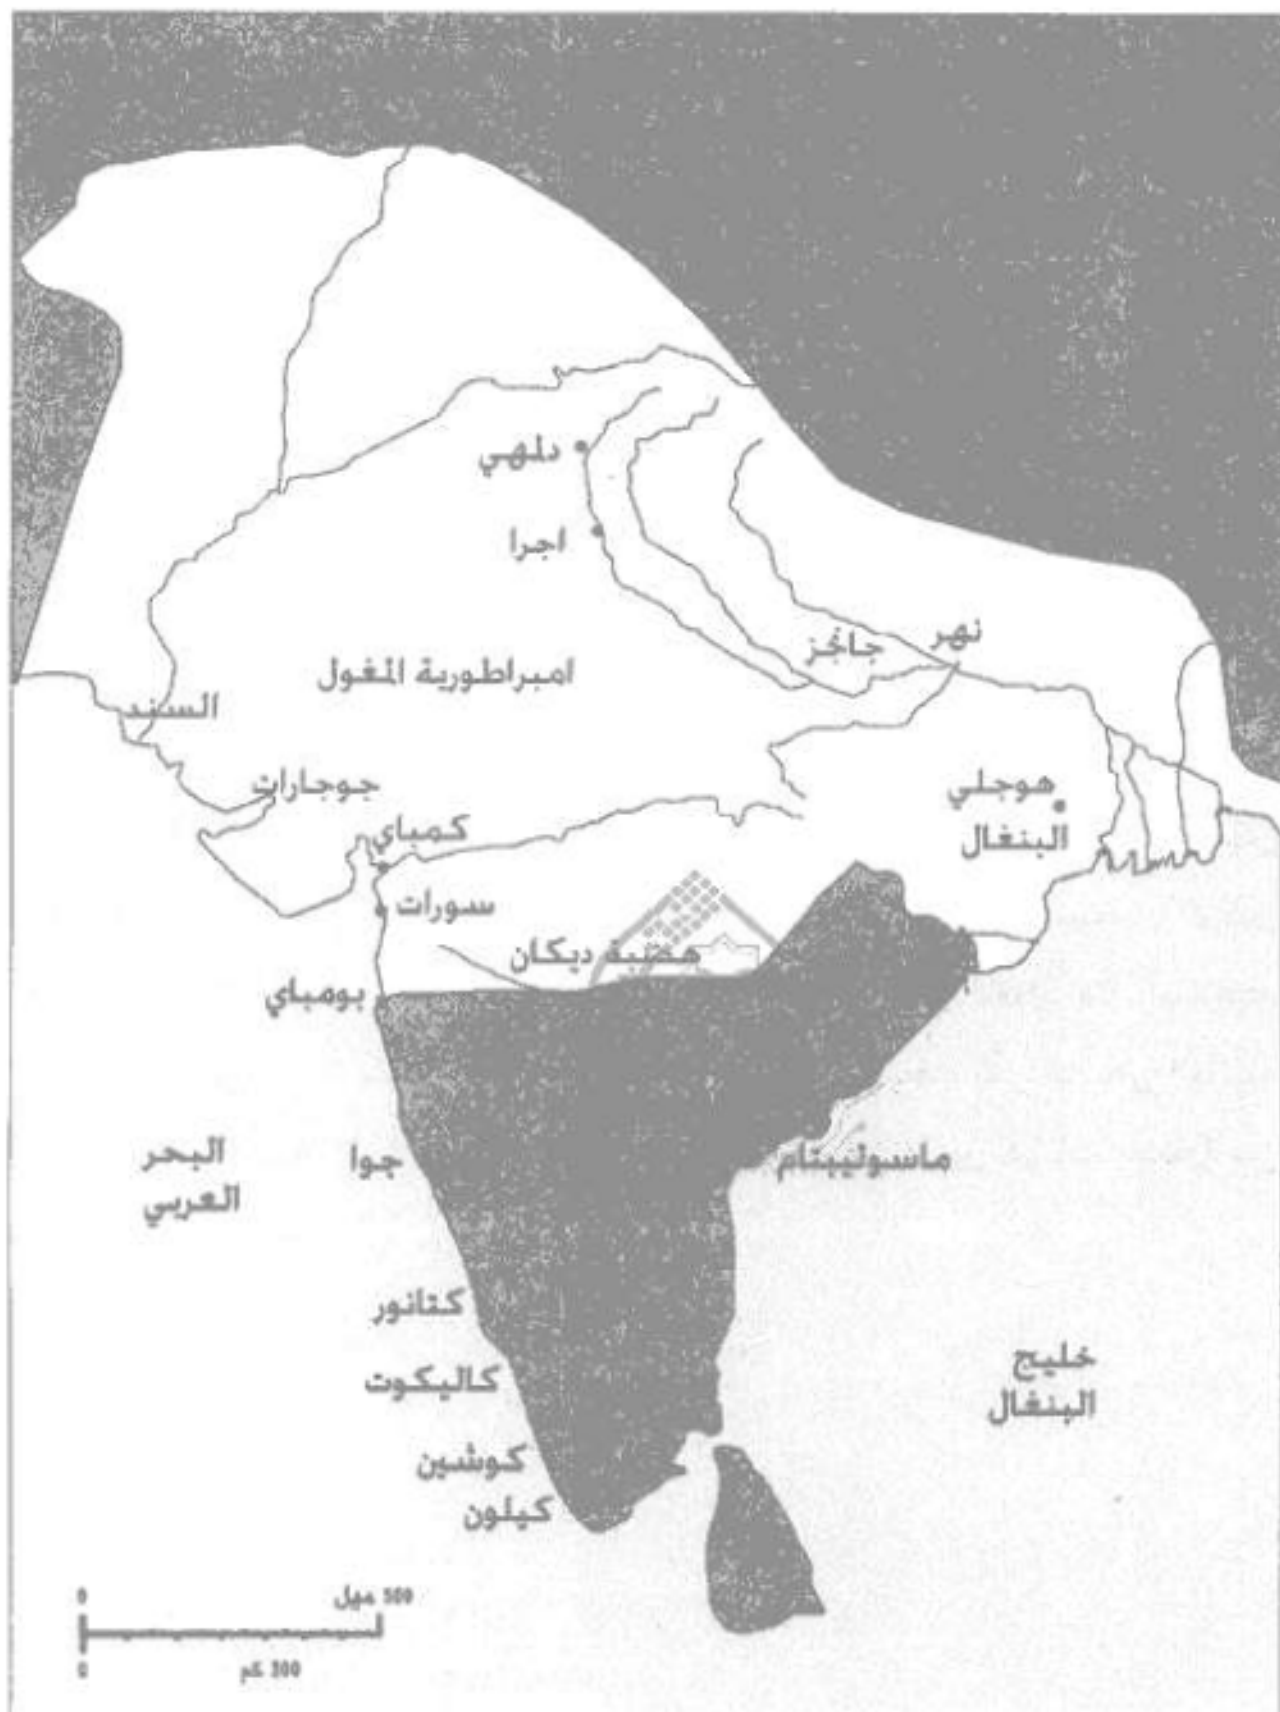 دلهي
اجرا
نهر
جانجز
امبراطورية المغول
السند
جوجارات
هوجلي
كمباي
البنغال
سورات
هضبة ديكان
بومباي
البحر
العربي
جوا
ماسوليبتام
كتانور
خليج
البنغال
كاليكوت
كوشين
كيلون
0 500 ميل
0 300 كم